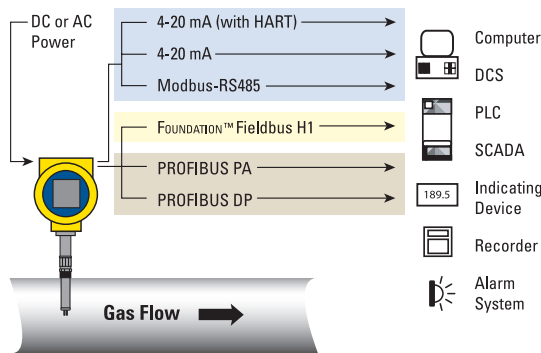 DC or AC
Power
4-20 mA (with HART)
4-20 mA
Modbus-RS485
FOUNDATION™ Fieldbus H1
PROFIBUS PA
PROFIBUS DP
Computer
DCS
PLC
SCADA
189.5
Indicating
Device
Recorder
Alarm
System
Gas Flow